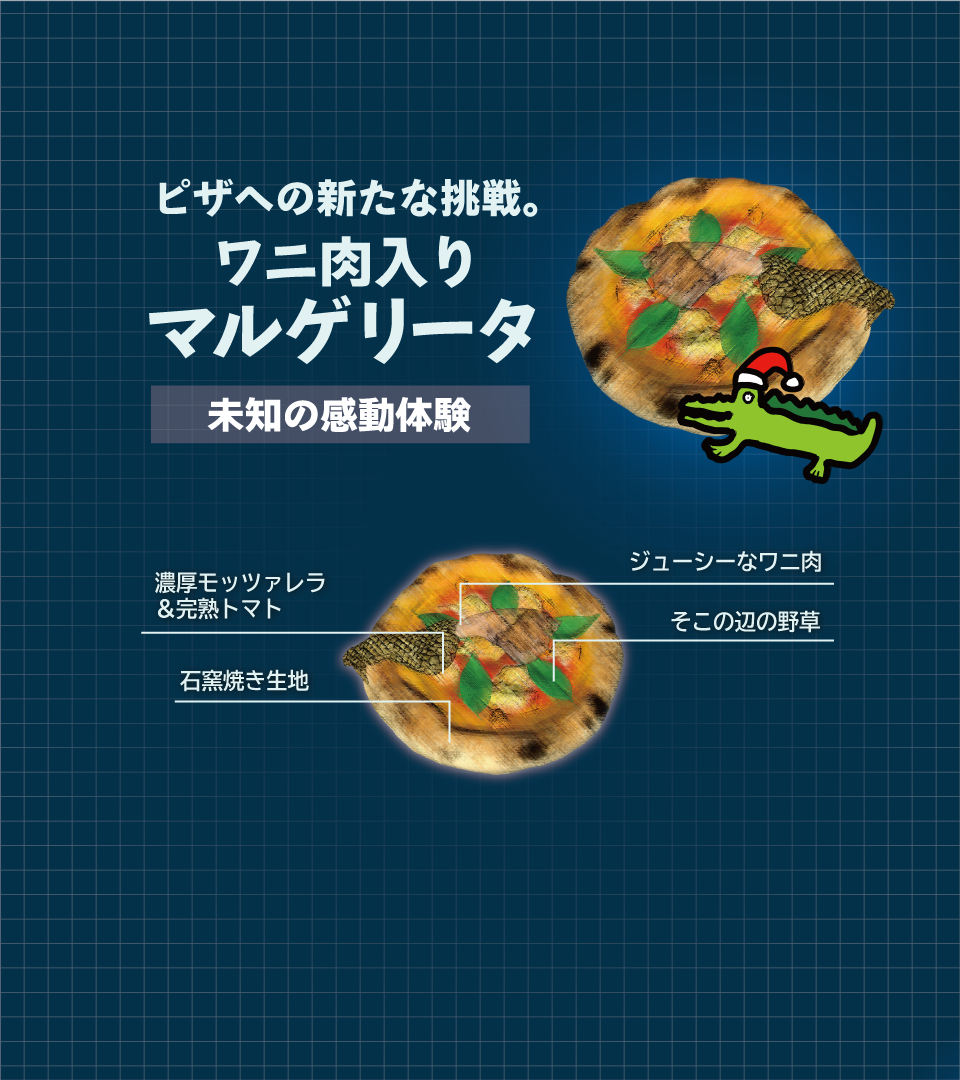 ピザへの新たな挑戦。
ワニ肉入り
マルゲリータ
未知の感動体験
濃厚モッツァレラ
&完熟トマト
石窯焼き生地
ジューシーなワニ肉
そこの辺の野草